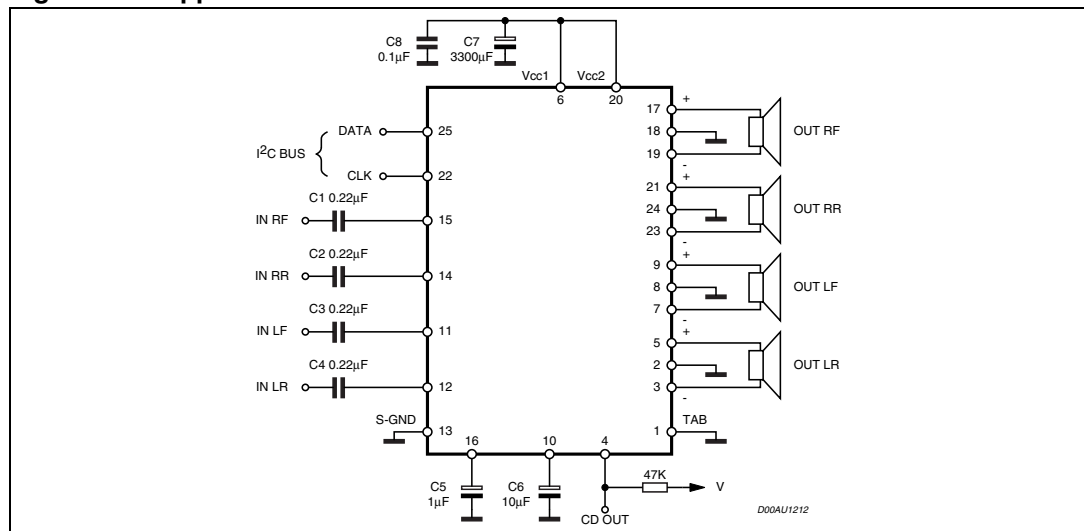 C8
0.1µF
C7
3300µF
Vcc1
Vcc2
6
20
I²C BUS
DATA
25
CLK
22
C1 0.22µF
IN RF
15
C2 0.22µF
IN RR
14
C3 0.22µF
IN LF
11
C4 0.22µF
IN LR
12
S-GND
13
17
+
18
19
-
OUT RF
21
+
24
23
-
OUT RR
9
+
8
7
-
OUT LF
5
+
2
3
-
OUT LR
1
TAB
16
10
4
C5
1µF
C6
10µF
47K
V
CD OUT
D00AU1212